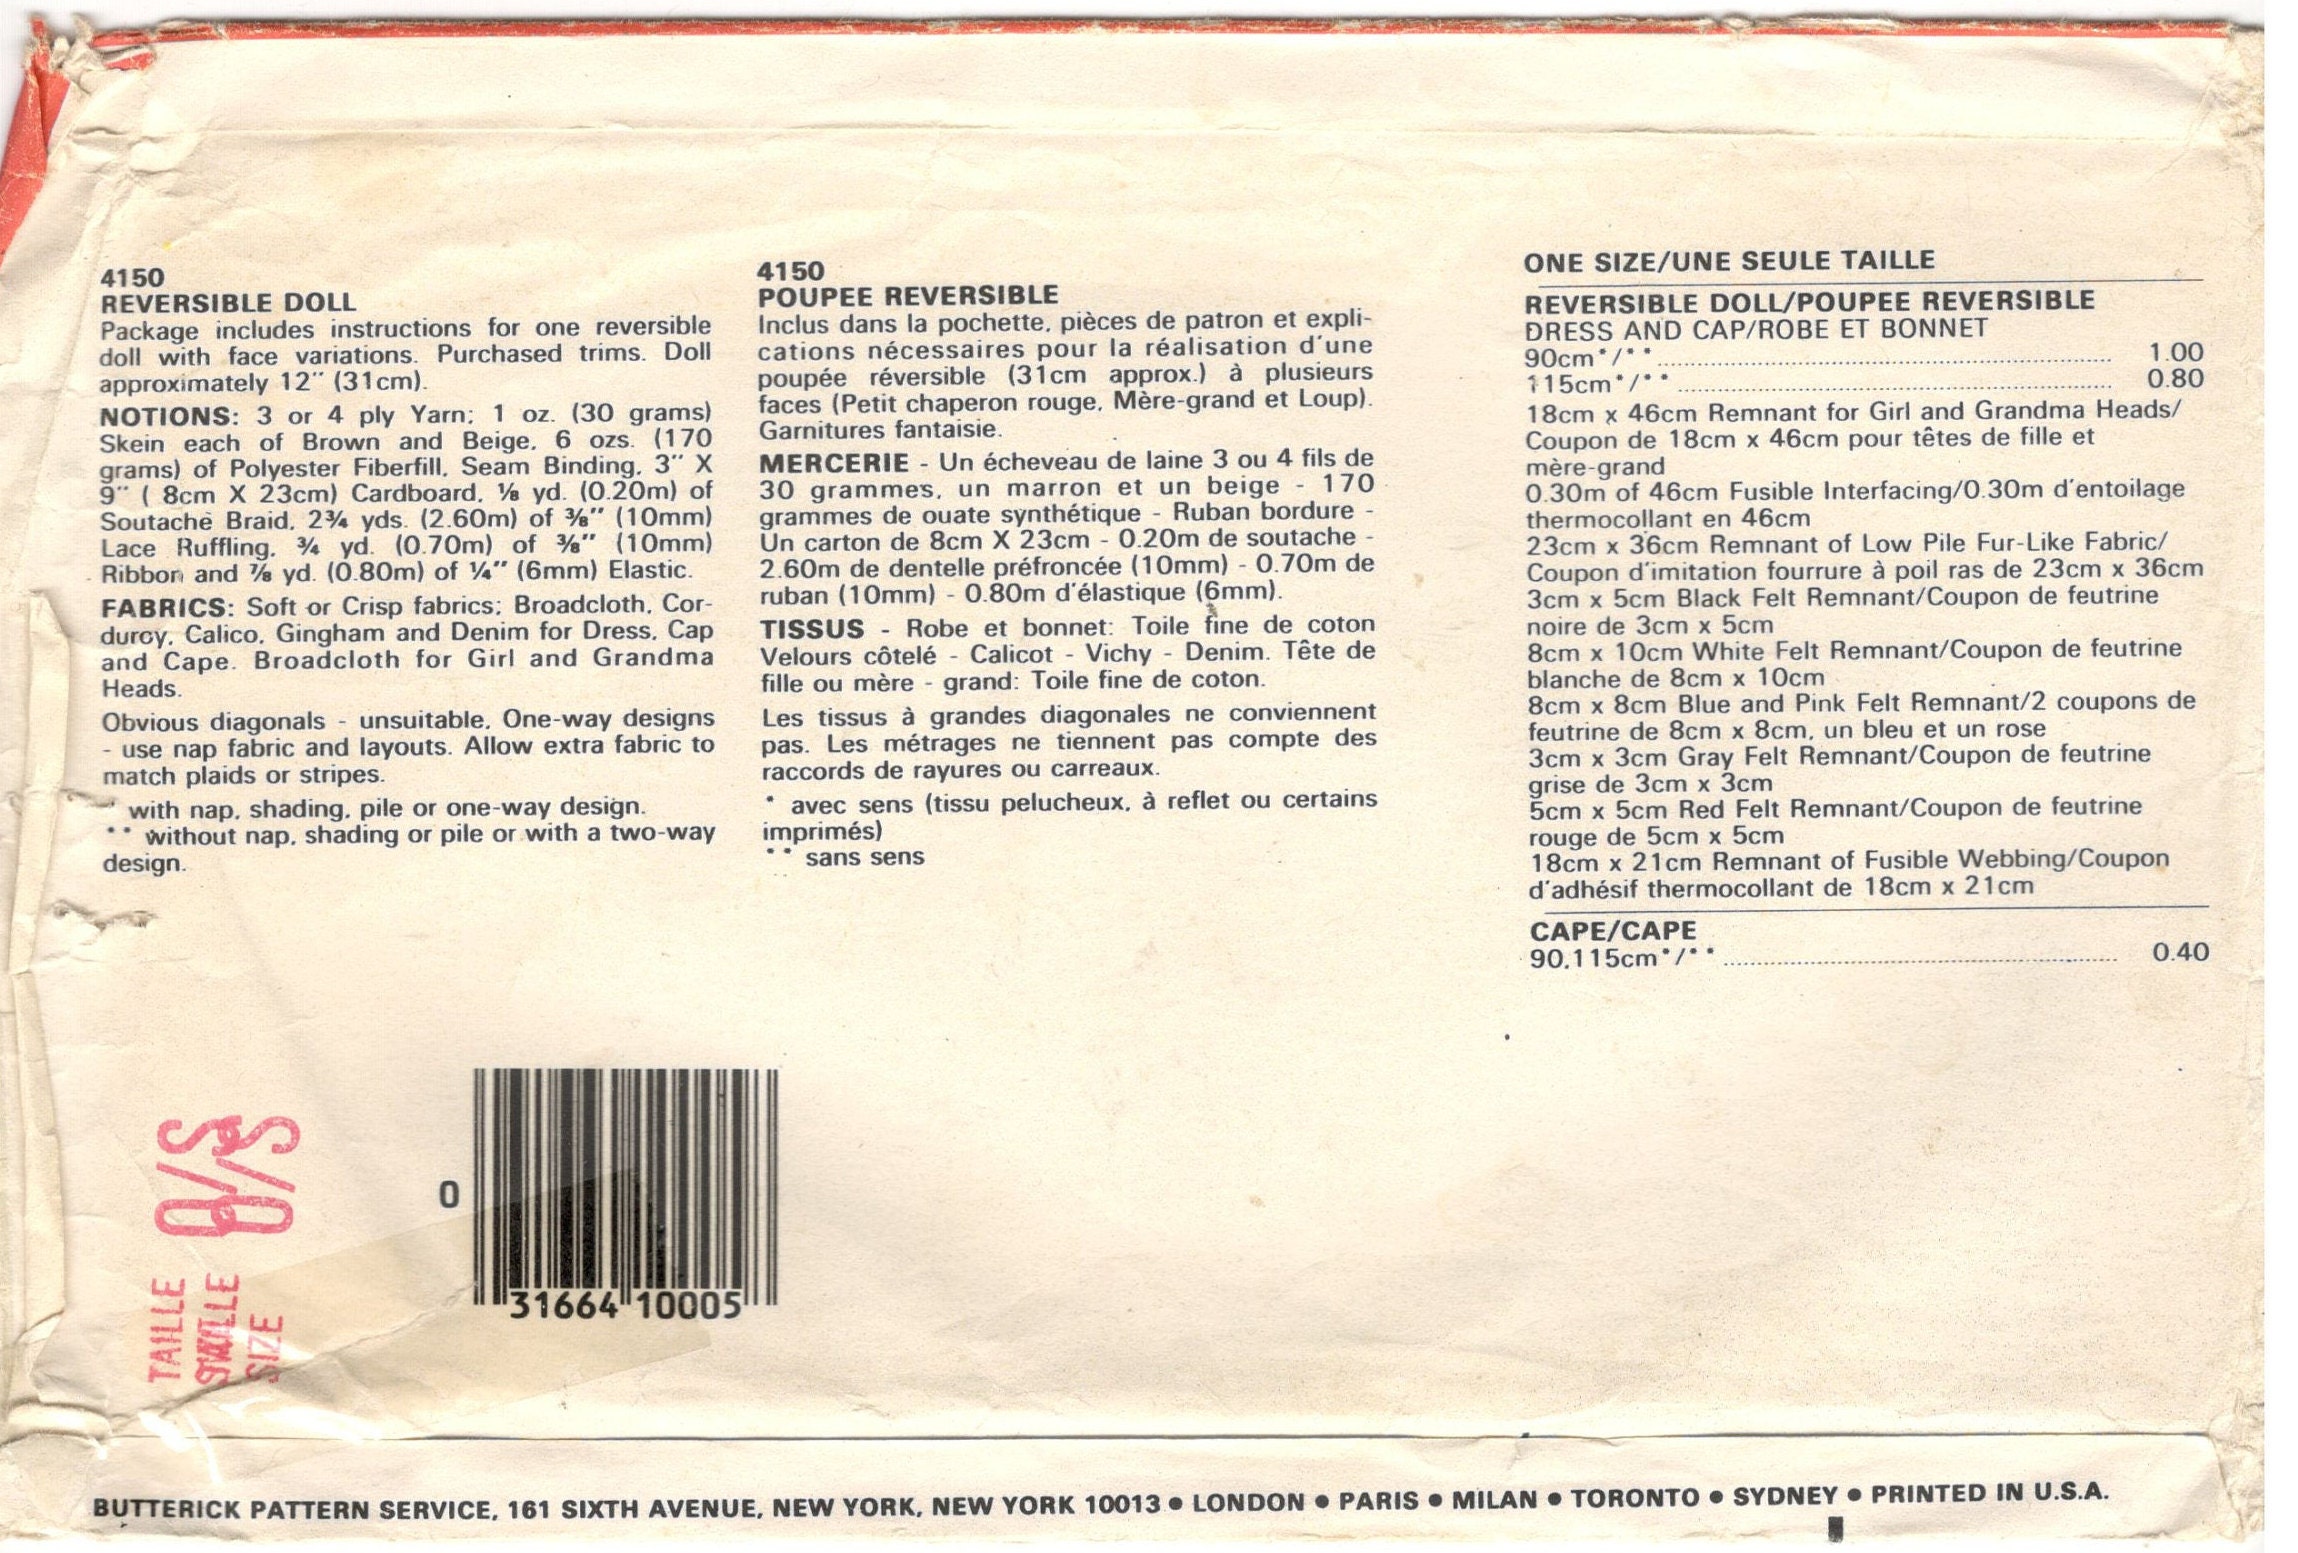 4150
REVERSIBLE DOLL
Package includes instructions for one reversible
doll with face variations. Purchased trims. Doll
approximately 12" (31cm).
NOTIONS: 3 or 4 ply Yarn; 1 oz. (30 grams)
Skein each of Brown and Beige, 6 ozs. (170
grams) of Polyester Fiberfill, Seam Binding, 3" X
9" ( 8cm X 23cm) Cardboard, ⅛ yd. (0.20m) of
Soutache Braid, 2¾ yds. (2.60m) of ⅜" (10mm)
Lace Ruffling, ¾ yd. (0.70m) of ⅜" (10mm)
Ribbon and ⅞ yd. (0.80m) of ¼" (6mm) Elastic.
FABRICS: Soft or Crisp fabrics; Broadcloth, Cor-
duroy, Calico, Gingham and Denim for Dress, Cap
and Cape. Broadcloth for Girl and Grandma
Heads.
Obvious diagonals - unsuitable, One-way designs
- use nap fabric and layouts. Allow extra fabric to
match plaids or stripes.
* with nap, shading, pile or one-way design.
** without nap, shading or pile or with a two-way
design.
4150
POUPEE REVERSIBLE
Inclus dans la pochette, pièces de patron et expli-
cations nécessaires pour la réalisation d'une
poupée réversible (31cm approx.) à plusieurs
faces (Petit chaperon rouge, Mère-grand et Loup).
Garnitures fantaisie.
MERCERIE - Un écheveau de laine 3 ou 4 fils de
30 grammes, un marron et un beige - 170
grammes de ouate synthétique - Ruban bordure -
Un carton de 8cm X 23cm - 0.20m de soutache -
2.60m de dentelle préfroncée (10mm) - 0.70m de
ruban (10mm) - 0.80m d'élastique (6mm).
TISSUS - Robe et bonnet: Toile fine de coton
Velours côtelé - Calicot - Vichy - Denim. Tête de
fille ou mère - grand: Toile fine de coton.
Les tissus à grandes diagonales ne conviennent
pas. Les métrages ne tiennent pas compte des
raccords de rayures ou carreaux.
* avec sens (tissu pelucheux, à reflet ou certains
imprimés)
** sans sens
ONE SIZE/UNE SEULE TAILLE
REVERSIBLE DOLL/POUPEE REVERSIBLE
DRESS AND CAP/ROBE ET BONNET
90cm*/** ........ 1.00
115cm*/** ........ 0.80
18cm x 46cm Remnant for Girl and Grandma Heads/
Coupon de 18cm x 46cm pour têtes de fille et
mère-grand
0.30m of 46cm Fusible Interfacing/0.30m d'entoilage
thermocollant en 46cm
23cm x 36cm Remnant of Low Pile Fur-Like Fabric/
Coupon d'imitation fourrure à poil ras de 23cm x 36cm
3cm x 5cm Black Felt Remnant/Coupon de feutrine
noire de 3cm x 5cm
8cm x 10cm White Felt Remnant/Coupon de feutrine
blanche de 8cm x 10cm
8cm x 8cm Blue and Pink Felt Remnant/2 coupons de
feutrine de 8cm x 8cm, un bleu et un rose
3cm x 3cm Gray Felt Remnant/Coupon de feutrine
grise de 3cm x 3cm
5cm x 5cm Red Felt Remnant/Coupon de feutrine
rouge de 5cm x 5cm
18cm x 21cm Remnant of Fusible Webbing/Coupon
d'adhésif thermocollant de 18cm x 21cm
CAPE/CAPE
90,115cm*/** ........ 0.40
TAILLE O/S
SIZE O/S
0 31664 10005
BUTTERICK PATTERN SERVICE, 161 SIXTH AVENUE, NEW YORK, NEW YORK 10013 ● LONDON ● PARIS ● MILAN ● TORONTO ● SYDNEY ● PRINTED IN U.S.A.